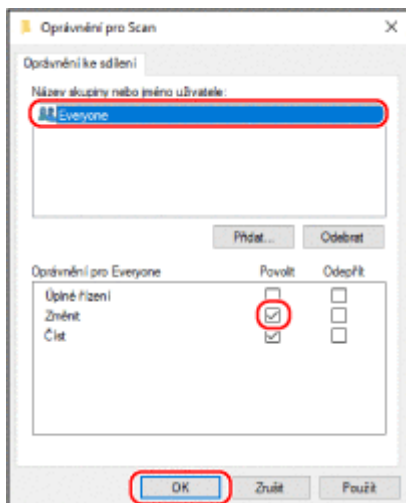 Oprávnění pro Scan
Oprávnění ke sdílení
Název skupiny nebo jméno uživatele:
Everyone
Přidat... Odebrat
Oprávnění pro Everyone Povolit Odepřít
Úplné řízení
Změnit
Číst
OK Zrušit Použít